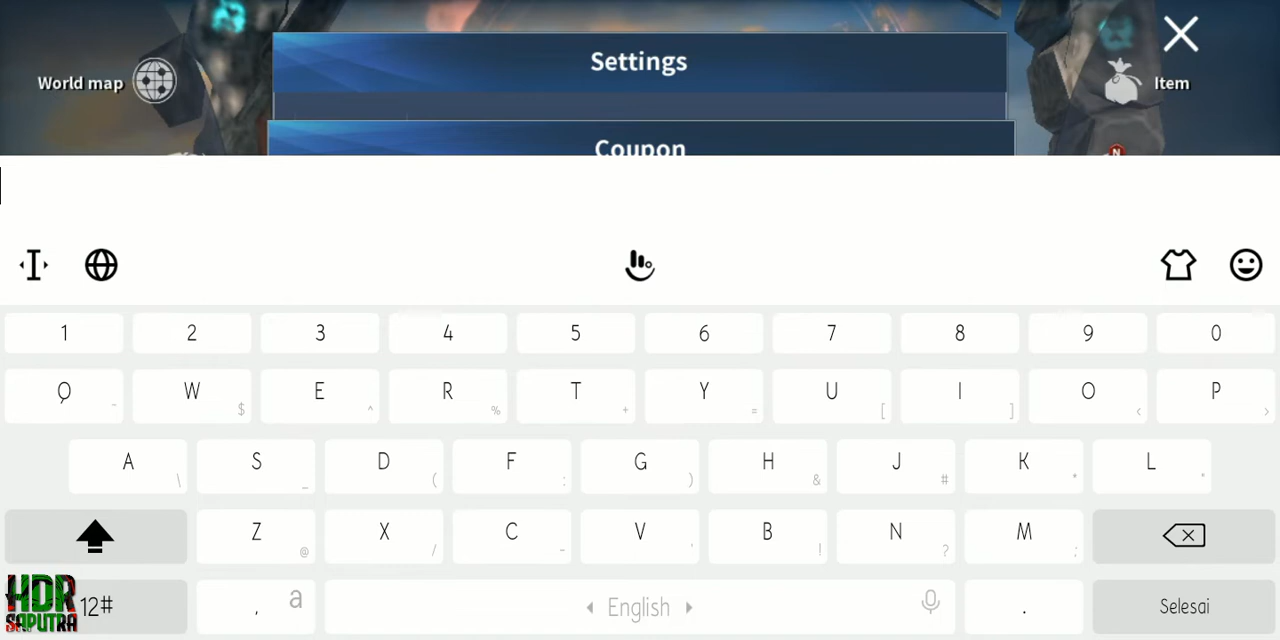 Settings
World map
Item
Coupon
N
1 2 3 4 5 6 7 8 9 0
Q W E R T Y U I O P
- $ ^ % + = [ ] < >
A S D F G H J K L
\ _ ( : ) & # * "
Z X C V B N M
@ / - ' ! ? ;
12# , a English . Selesai
HDR
SAPUTRA